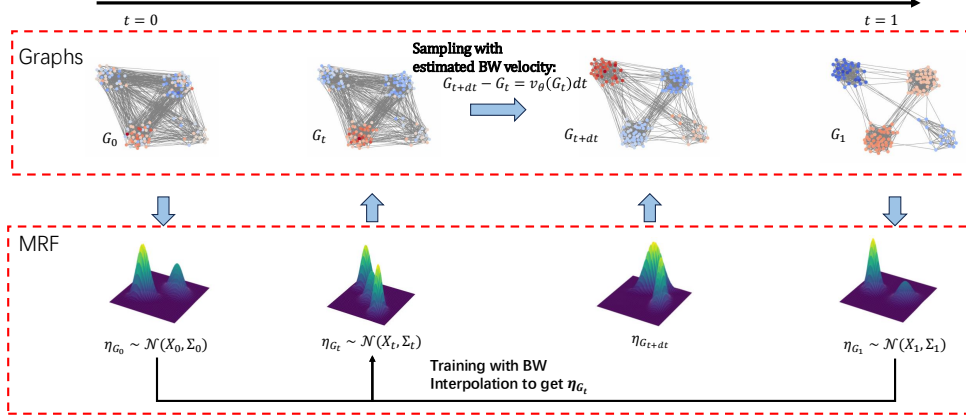 t = 0
t = 1
Graphs
Sampling with
estimated BW velocity:
G_{t+dt} − G_t = v_θ(G_t)dt
G_0
G_t
G_{t+dt}
G_1
MRF
η_{G_0} ~ 𝒩(X_0, Σ_0)
η_{G_t} ~ 𝒩(X_t, Σ_t)
η_{G_{t+dt}}
η_{G_1} ~ 𝒩(X_1, Σ_1)
Training with BW
Interpolation to get η_{G_t}